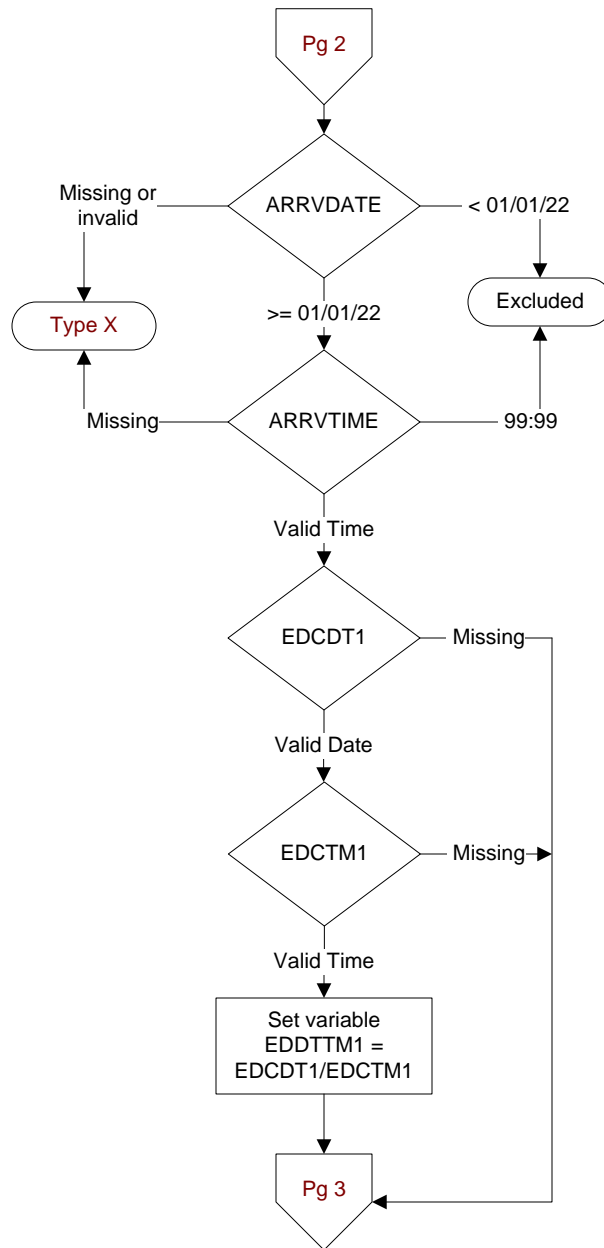 Pg 2
Missing or
invalid
ARRVDATE
< 01/01/22
Type X
>= 01/01/22
Excluded
Missing
ARRVTIME
99:99
Valid Time
EDCDT1
Missing
Valid Date
EDCTM1
Missing
Valid Time
Set variable
EDDTTM1 =
EDCDT1/EDCTM1
Pg 3